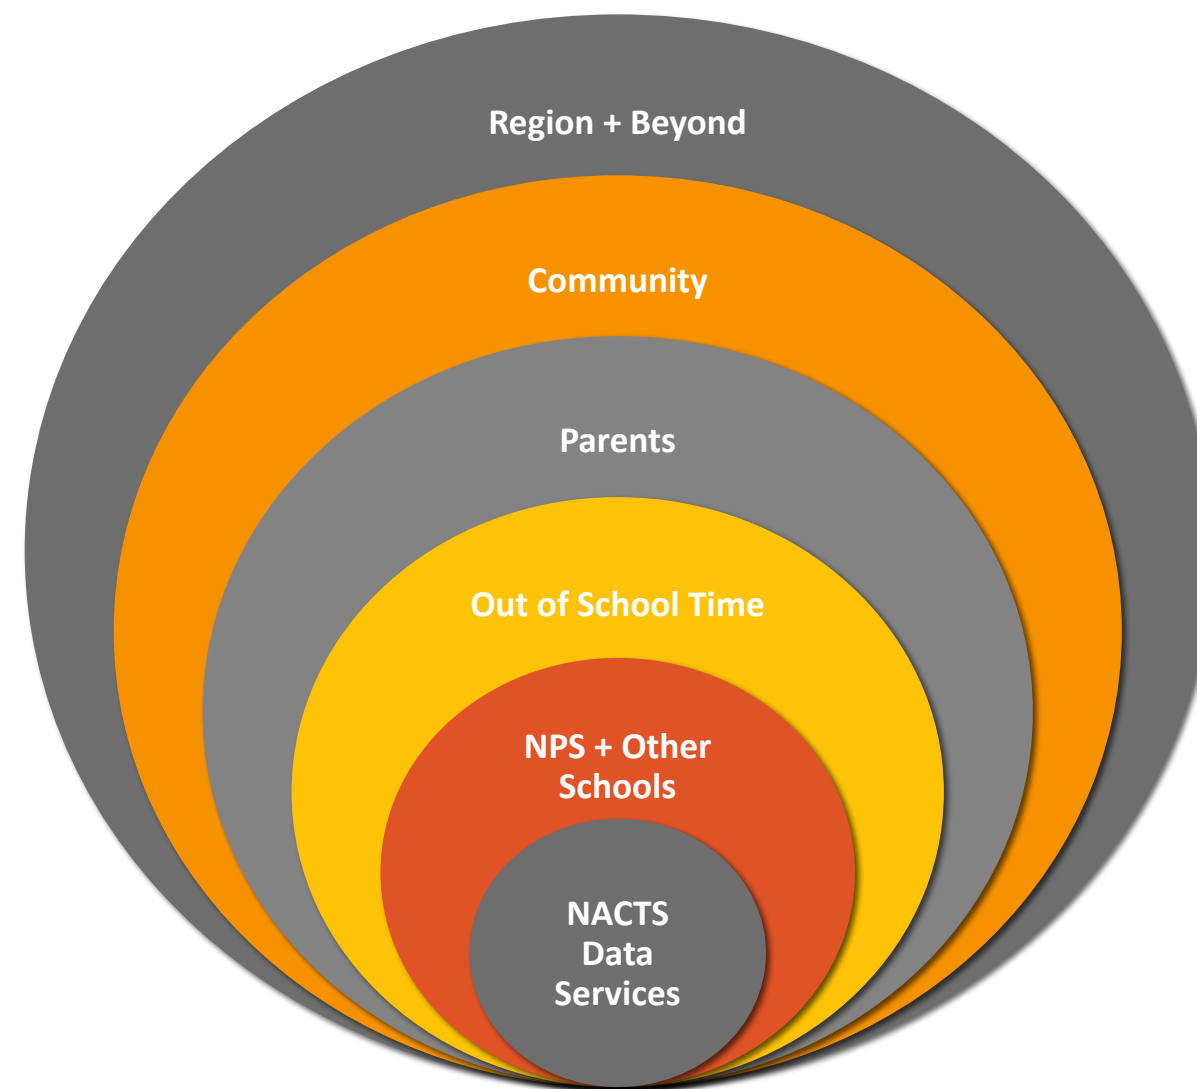 Region + Beyond
Community
Parents
Out of School Time
NPS + Other
Schools
NACTS
Data
Services